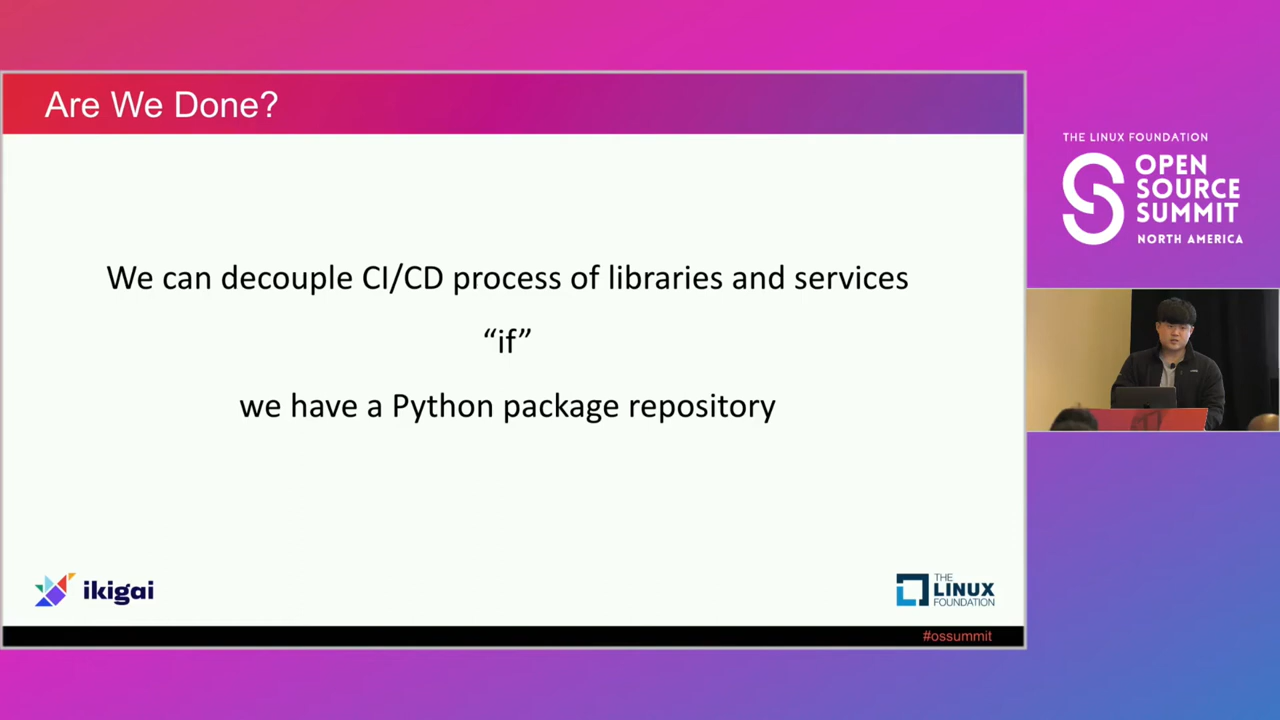 Are We Done?
We can decouple CI/CD process of libraries and services
“if”
we have a Python package repository
ikigai
THE
LINUX
FOUNDATION
#ossummit
THE LINUX FOUNDATION
OPEN
SOURCE
SUMMIT
NORTH AMERICA